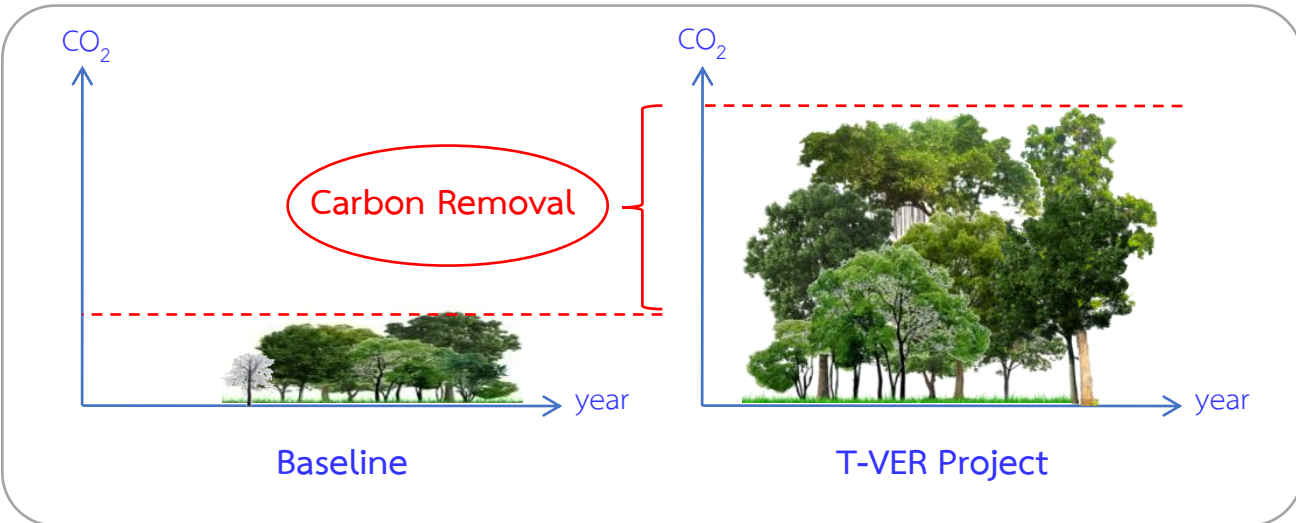 CO₂
CO₂
Carbon Removal
year
year
Baseline
T-VER Project